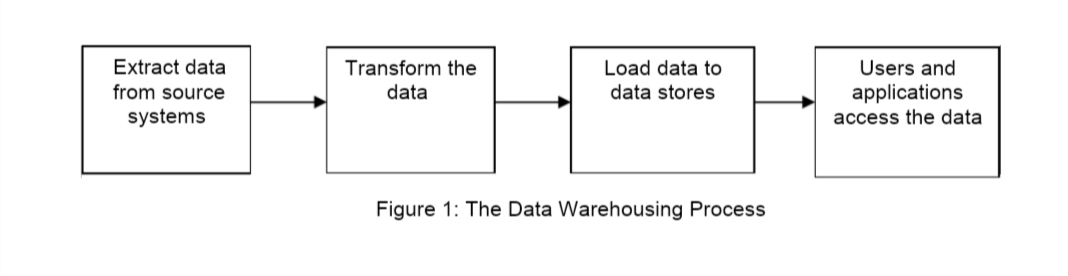 Extract data
from source
systems
Transform the
data
Load data to
data stores
Users and
applications
access the data
Figure 1: The Data Warehousing Process